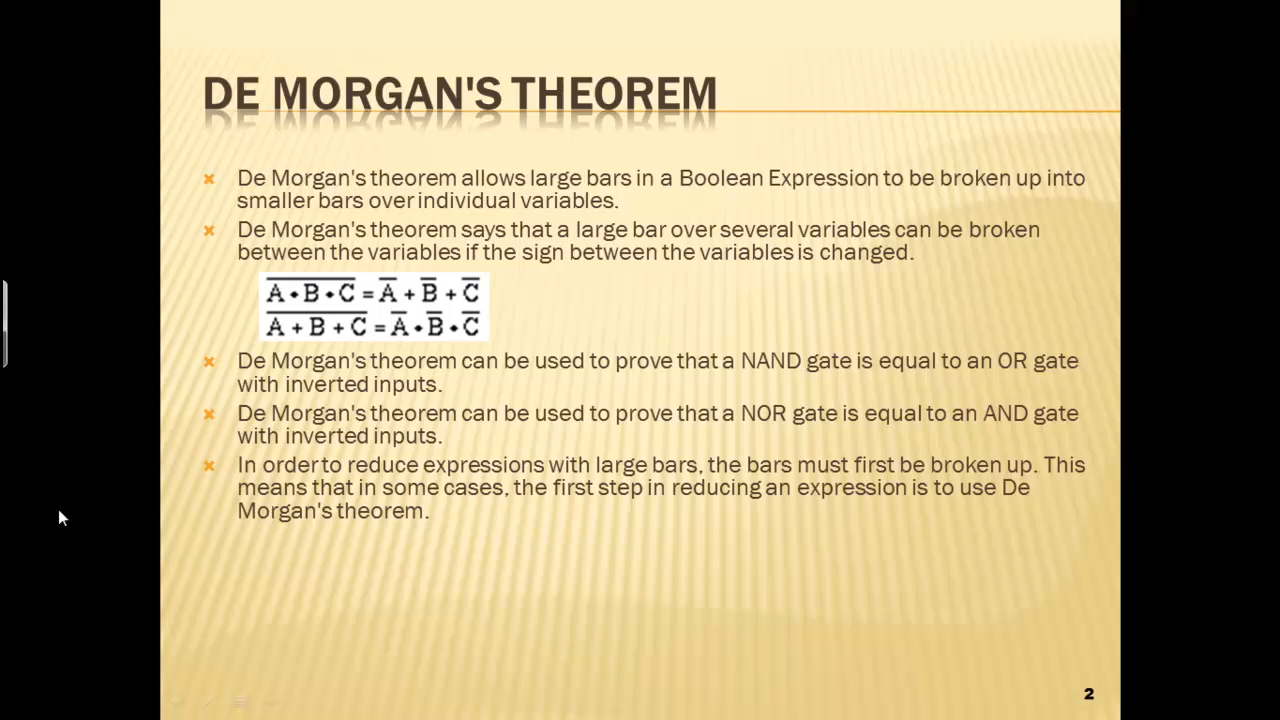 DE MORGAN'S THEOREM
De Morgan's theorem allows large bars in a Boolean Expression to be broken up into
smaller bars over individual variables.
De Morgan's theorem says that a large bar over several variables can be broken
between the variables if the sign between the variables is changed.
A̅ ̅•̅ ̅B̅ ̅•̅ ̅C̅ = A̅ + B̅ + C̅
A̅ ̅+̅ ̅B̅ ̅+̅ ̅C̅ = A̅ • B̅ • C̅
De Morgan's theorem can be used to prove that a NAND gate is equal to an OR gate
with inverted inputs.
De Morgan's theorem can be used to prove that a NOR gate is equal to an AND gate
with inverted inputs.
In order to reduce expressions with large bars, the bars must first be broken up. This
means that in some cases, the first step in reducing an expression is to use De
Morgan's theorem.
2